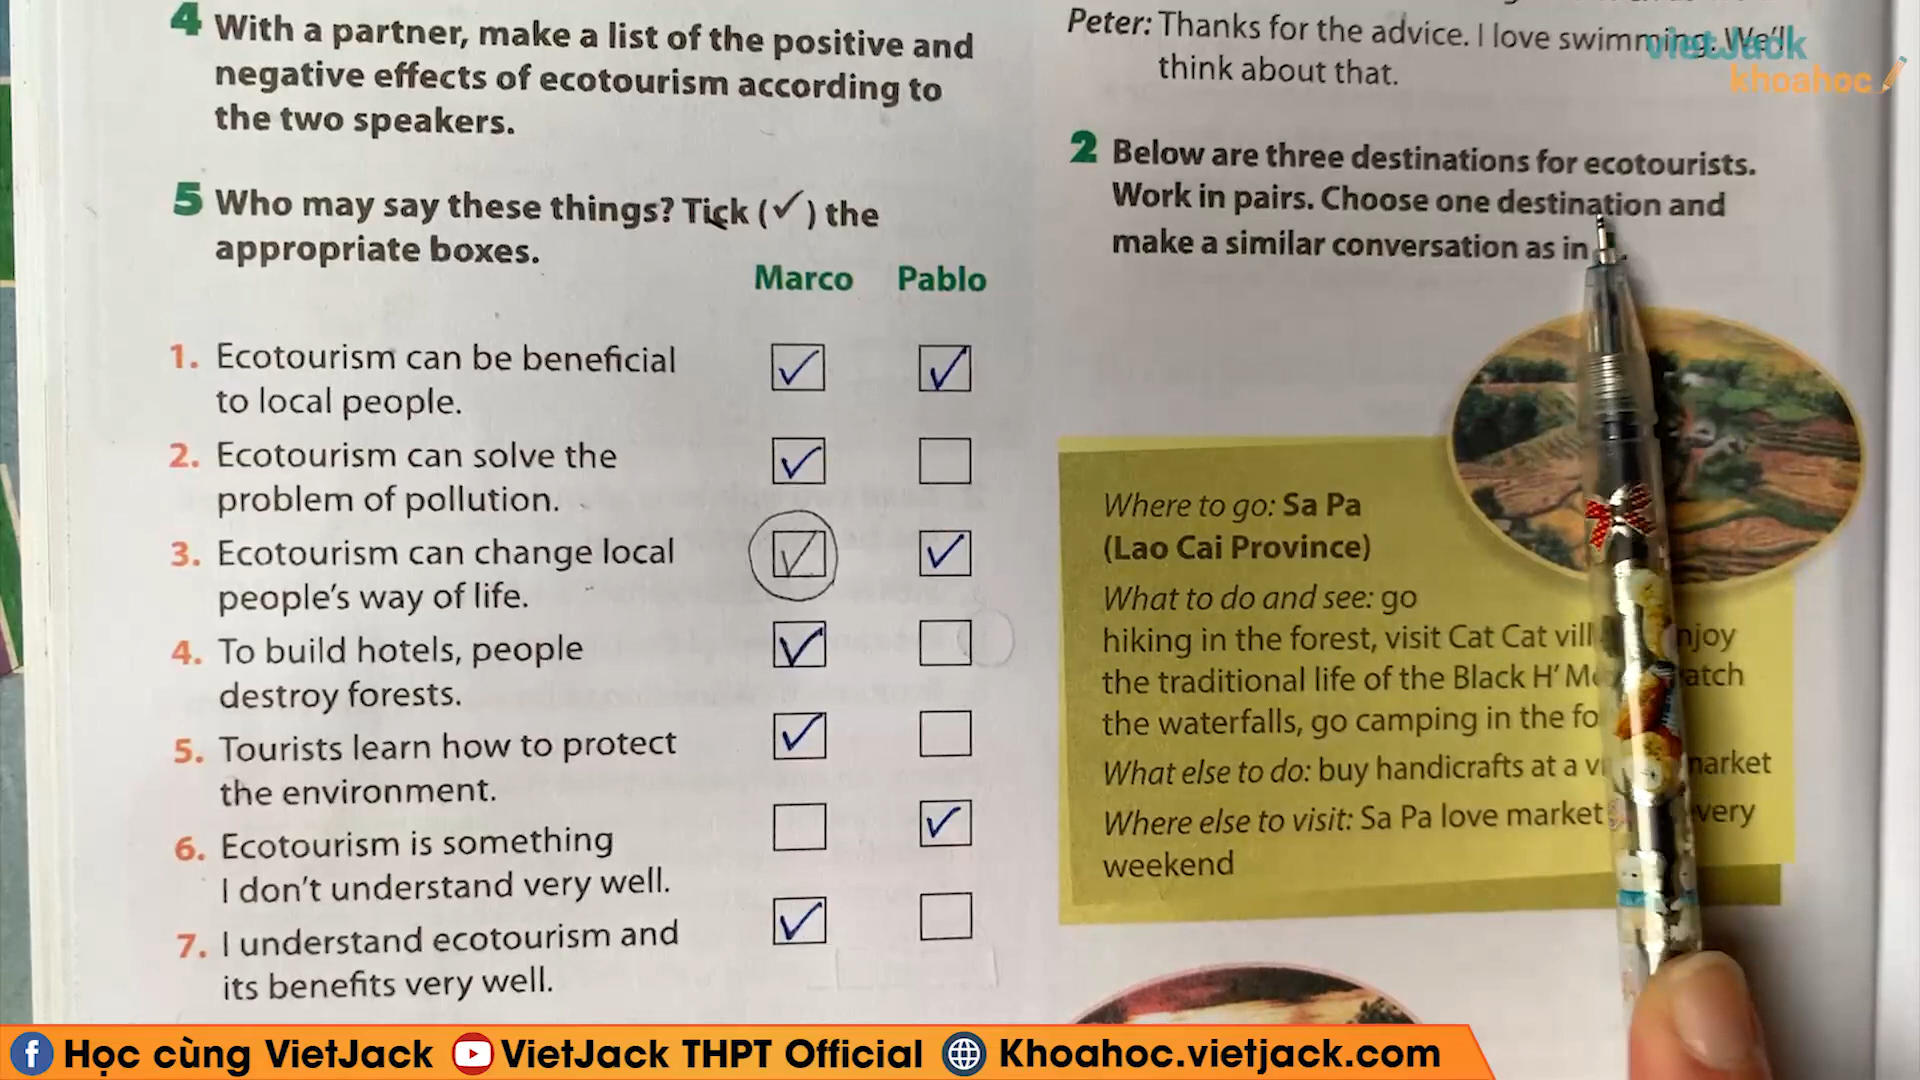 4 With a partner, make a list of the positive and
negative effects of ecotourism according to
the two speakers.
5 Who may say these things? Tick (✓) the
appropriate boxes.
Marco Pablo
1. Ecotourism can be beneficial
to local people.
2. Ecotourism can solve the
problem of pollution.
3. Ecotourism can change local
people's way of life.
4. To build hotels, people
destroy forests.
5. Tourists learn how to protect
the environment.
6. Ecotourism is something
I don't understand very well.
7. I understand ecotourism and
its benefits very well.
Peter: Thanks for the advice. I love swimming. We'll
think about that.
vietJack
khoahoc
2 Below are three destinations for ecotourists.
Work in pairs. Choose one destination and
make a similar conversation as in
Where to go: Sa Pa
(Lao Cai Province)
What to do and see: go
hiking in the forest, visit Cat Cat
the traditional life of the Black
the waterfalls, go camping in the
What else to do: buy handicrafts at a
Where else to visit: Sa Pa love market every
weekend
Học cùng VietJack VietJack THPT Official Khoahoc.vietjack.com